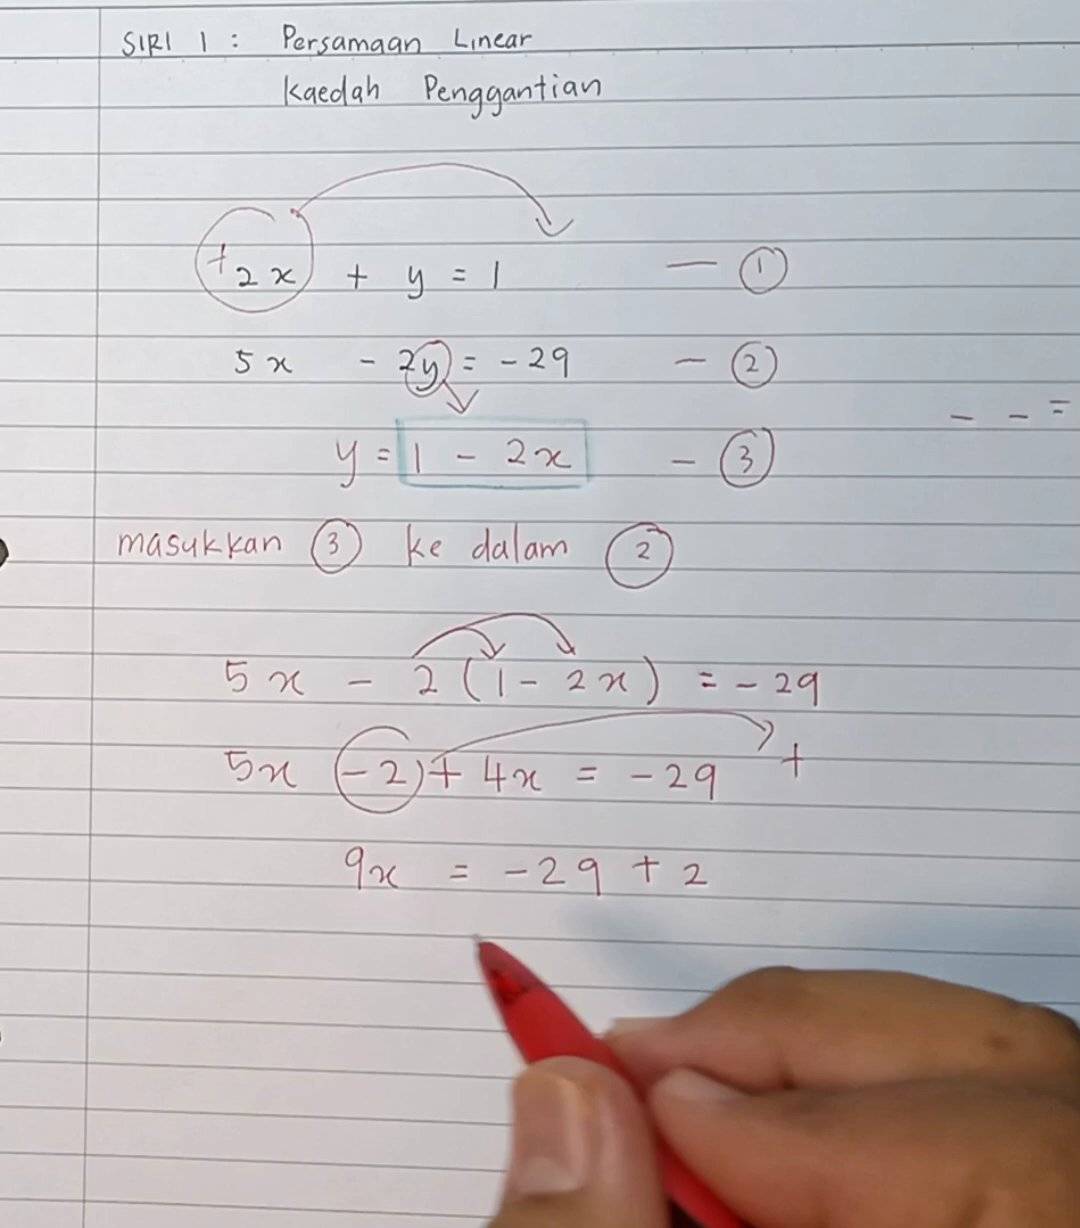 SIRI 1 : Persamaan Linear
Kaedah Penggantian
+2x + y = 1 — ①
5x - 2y = -29 — ②
y = 1 - 2x — ③
- - =
masukkan ③ ke dalam ②
5x - 2 (1 - 2x) = -29
5x - 2 + 4x = -29 +
9x = -29 + 2